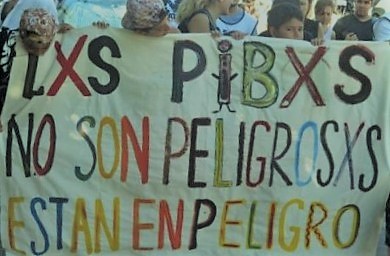 LXS PiBXS
NO SON PELIGROSXS
ESTAN EN PELIGRO